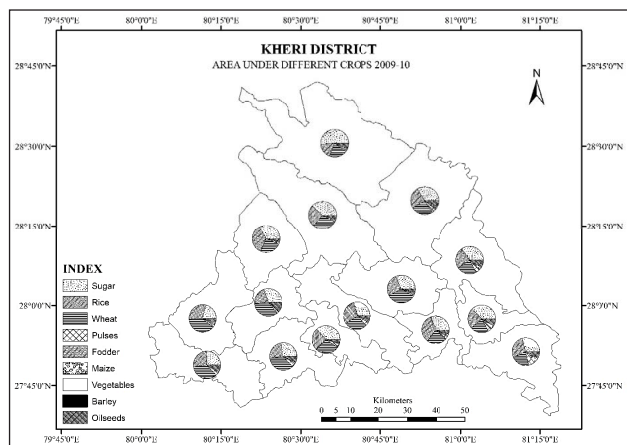 79°45'0"E 80°0'0"E 80°15'0"E 80°30'0"E 80°45'0"E 81°0'0"E 81°15'0"E
KHERI DISTRICT
AREA UNDER DIFFERENT CROPS 2009-10
28°45'0"N 28°45'0"N
N
28°30'0"N 28°30'0"N
28°15'0"N 28°15'0"N
INDEX
Sugar
Rice
Wheat
Pulses
Fodder
Maize
Vegetables
Barley
Oilseeds
28°0'0"N 28°0'0"N
27°45'0"N 27°45'0"N
Kilometers
0 5 10 20 30 40 50
79°45'0"E 80°0'0"E 80°15'0"E 80°30'0"E 80°45'0"E 81°0'0"E 81°15'0"E